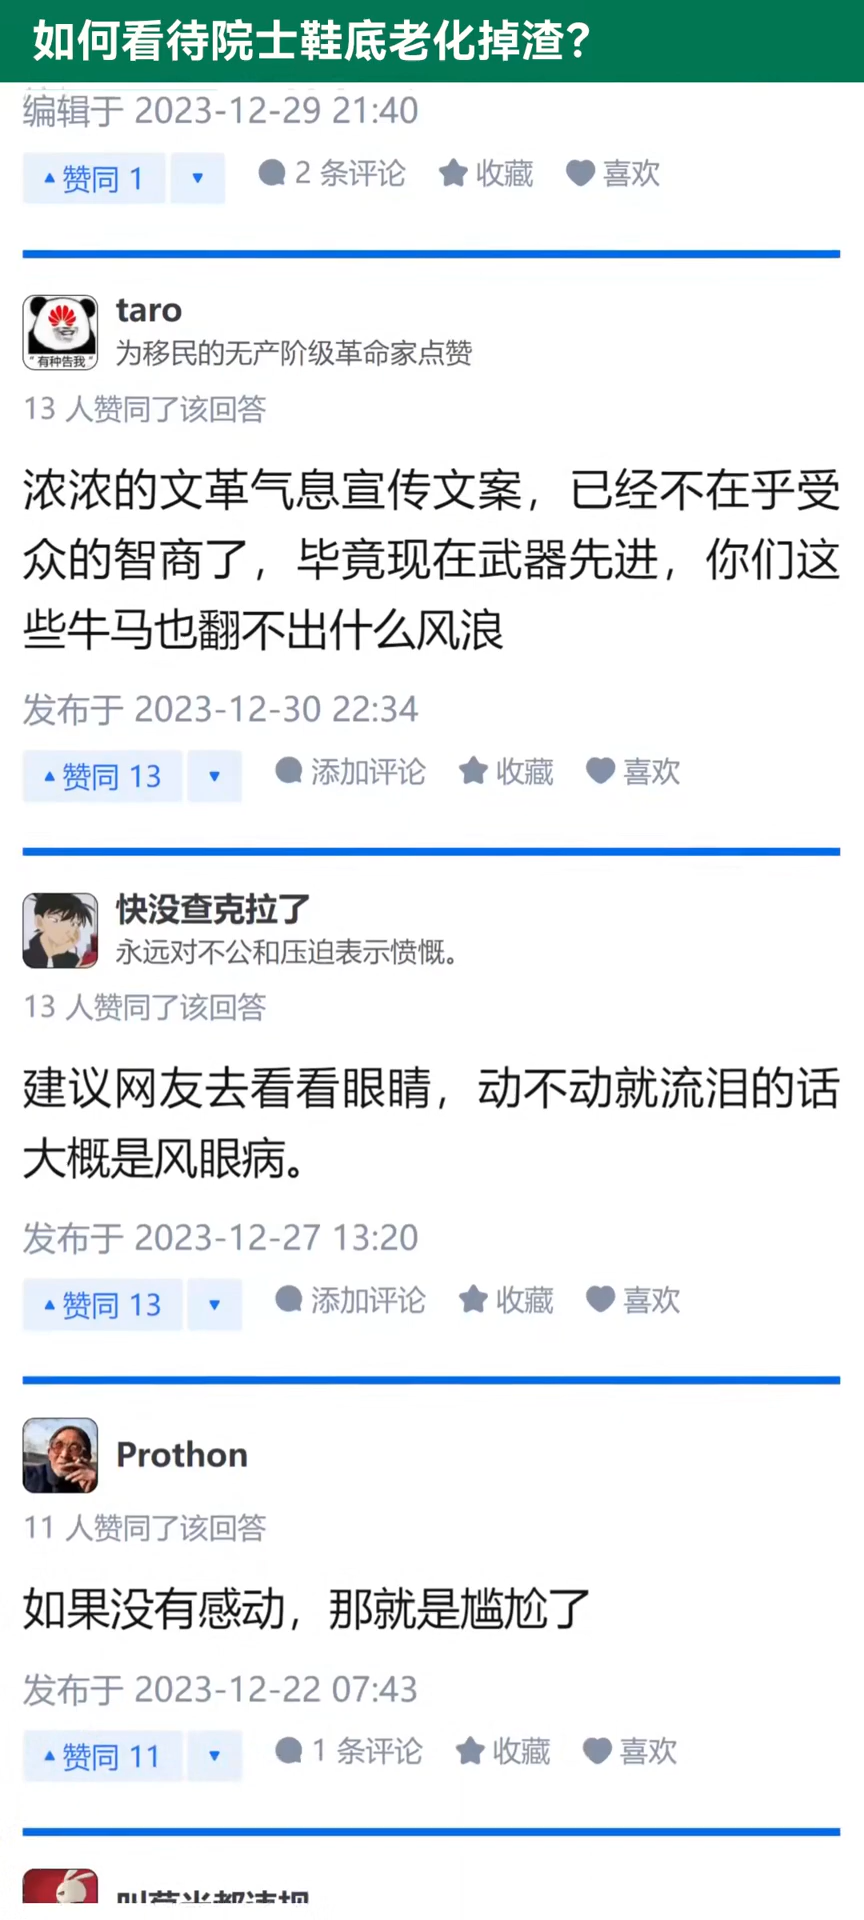 如何看待院士鞋底老化掉渣？
编辑于 2023-12-29 21:40
赞同 1
2 条评论
收藏
喜欢
taro
有种告我
为移民的无产阶级革命家点赞
13 人赞同了该回答
浓浓的文革气息宣传文案，已经不在乎受
众的智商了，毕竟现在武器先进，你们这
些牛马也翻不出什么风浪
发布于 2023-12-30 22:34
赞同 13
添加评论
收藏
喜欢
快没查克拉了
永远对不公和压迫表示愤慨。
13 人赞同了该回答
建议网友去看看眼睛，动不动就流泪的话
大概是风眼病。
发布于 2023-12-27 13:20
赞同 13
添加评论
收藏
喜欢
Prothon
11 人赞同了该回答
如果没有感动，那就是尴尬了
发布于 2023-12-22 07:43
赞同 11
1 条评论
收藏
喜欢